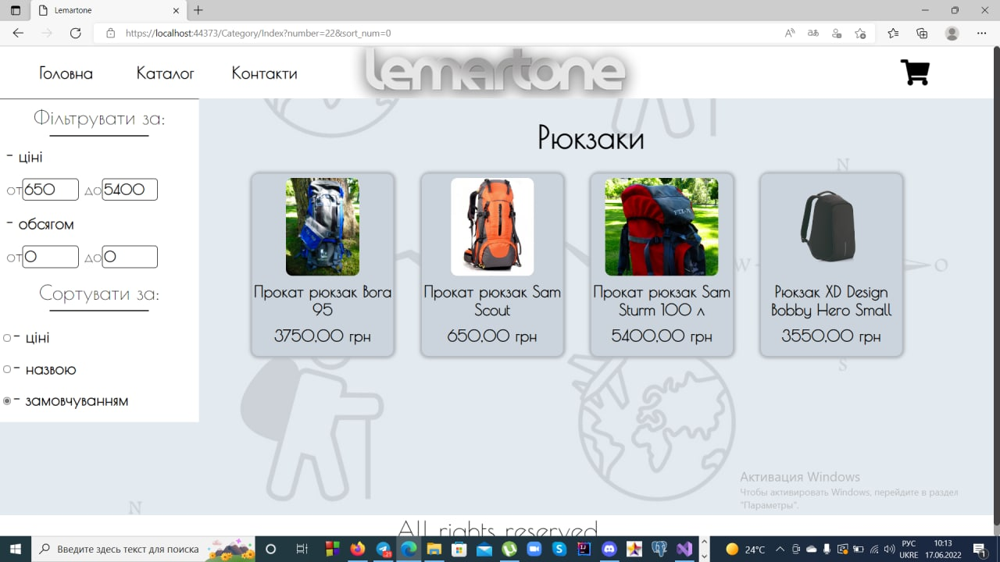 Lemartone
https://localhost:44373/Category/Index?number=22&sort_num=0
Головна Каталог Контакти
lemartone
Фільтрувати за:
- ціні
от 650 до 5400
- обсягом
от 0 до 0
Сортувати за:
- ціні
- назвою
- замовчуванням
Рюкзаки
Прокат рюкзак Bora
95
3750,00 грн
Прокат рюкзак Sam
Scout
650,00 грн
Прокат рюкзак Sam
Sturm 100 л
5400,00 грн
Рюкзак XD Design
Bobby Hero Small
3550,00 грн
N
W
O
S
N
Активация Windows
Чтобы активировать Windows, перейдите в раздел
"Параметры".
All rights reserved
Введите здесь текст для поиска
21
24°C
РУС
UKRE
10:13
17.06.2022
1